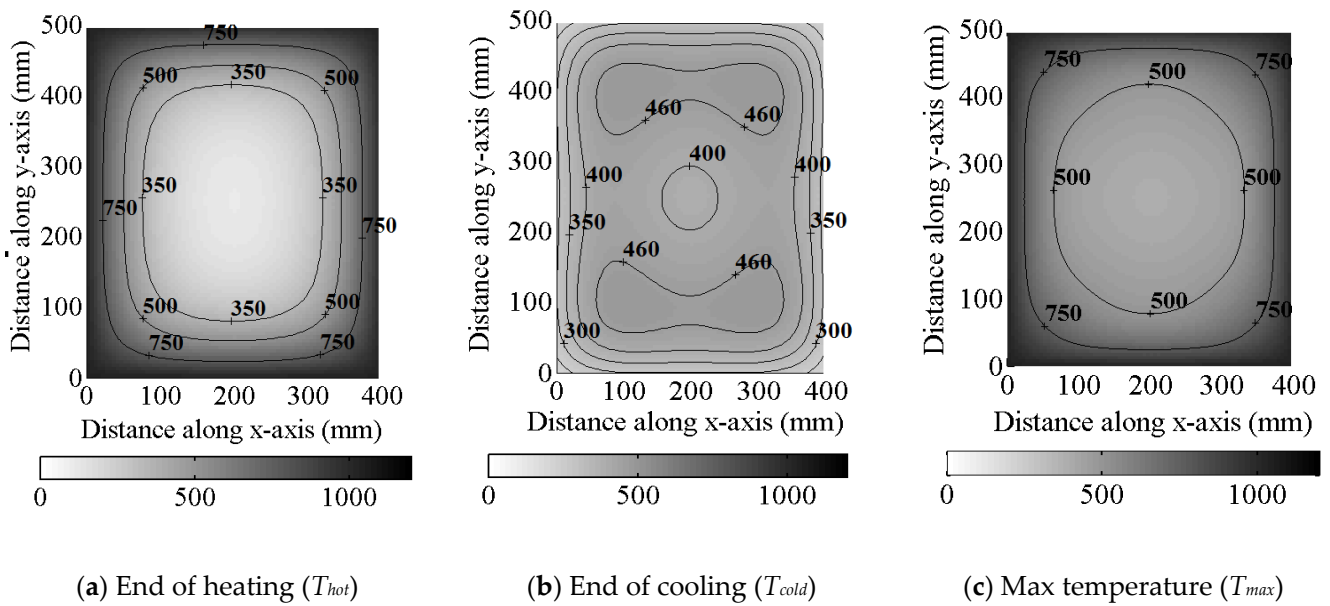 500
400
300
200
100
0
Distance along y-axis (mm)
750
500 350 500
350 350
750 750
500 350 500
750 750
0 100 200 300 400
Distance along x-axis (mm)
0 500 1000
(a) End of heating (Thot)
500
400
300
200
100
0
Distance along y-axis (mm)
460 460
400 400 400
350 350
460 460
300 300
0 100 200 300 400
Distance along x-axis (mm)
0 500 1000
(b) End of cooling (Tcold)
500
400
300
200
100
0
Distance along y-axis (mm)
750 500 750
500 500
750 500 750
0 100 200 300 400
Distance along x-axis (mm)
0 500 1000
(c) Max temperature (Tmax)